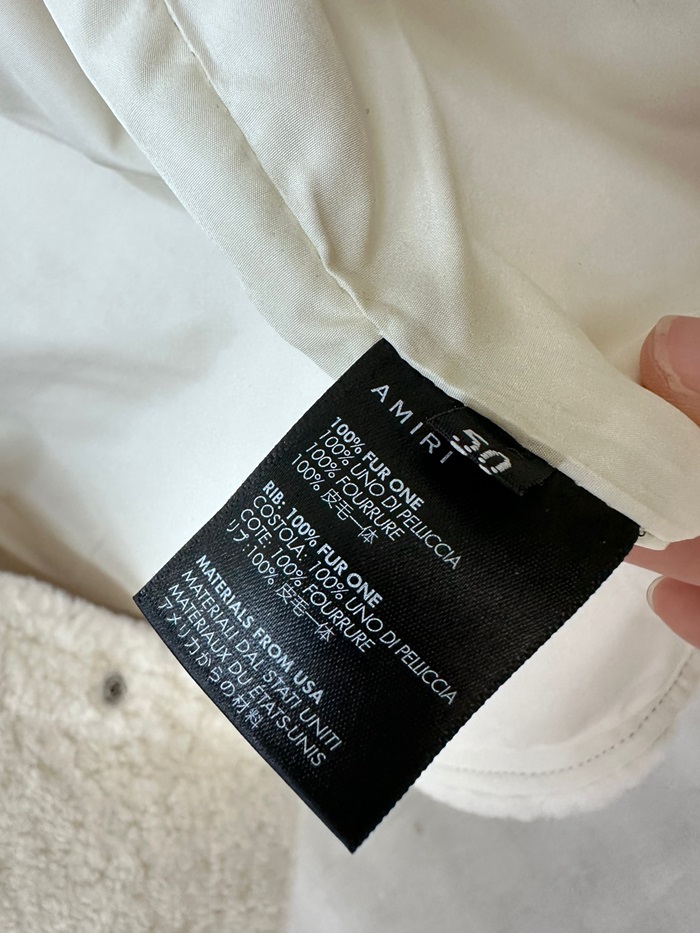 AMIRI
50
100% FUR ONE
100% UNO DI PELLICCIA
100% FOURRURE
100% 皮毛一体
RIB: 100% FUR ONE
COSTOLA: 100% UNO DI PELLICCIA
COTE: 100% FOURRURE
リブ:100% 皮毛一体
MATERIALS FROM USA
MATERIALI DAL STATI UNITI
MATERIAUX DU ETATS-UNIS
アメリカからの材料